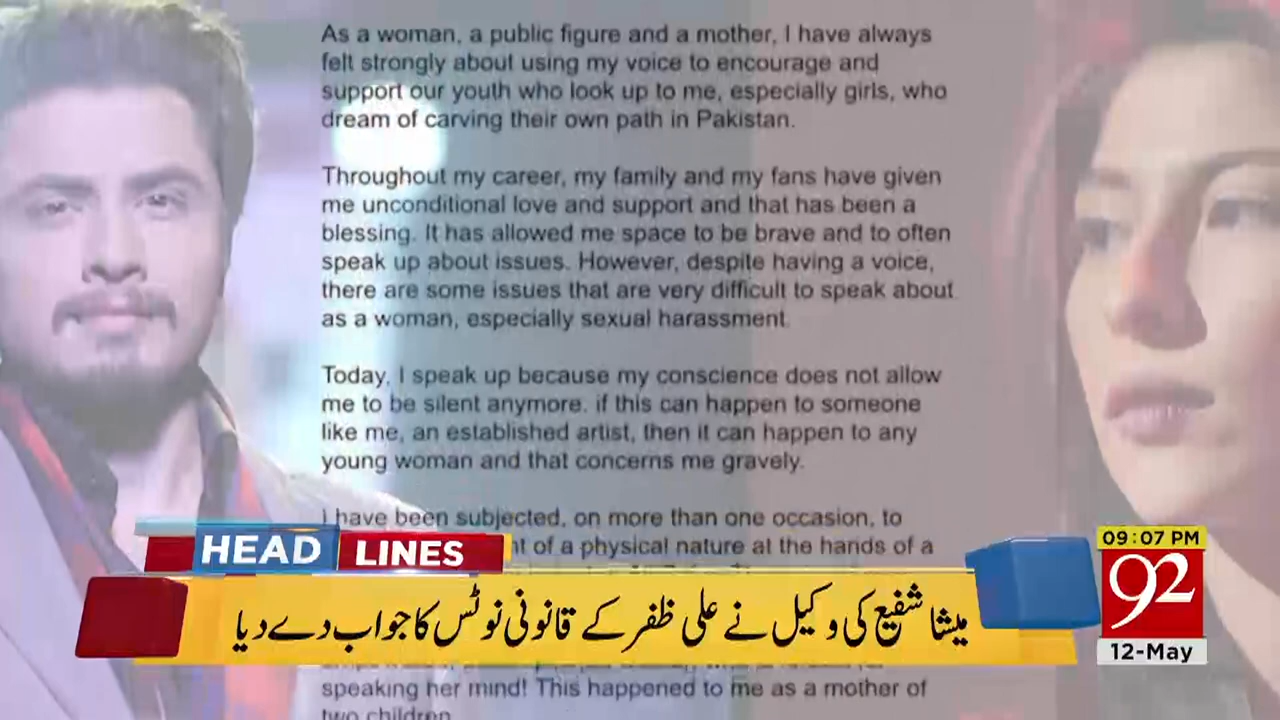 As a woman, a public figure and a mother, I have always
felt strongly about using my voice to encourage and
support our youth who look up to me, especially girls, who
dream of carving their own path in Pakistan.
Throughout my career, my family and my fans have given
me unconditional love and support and that has been a
blessing. It has allowed me space to be brave and to often
speak up about issues. However, despite having a voice,
there are some issues that are very difficult to speak about
as a woman, especially sexual harassment.
Today, I speak up because my conscience does not allow
me to be silent anymore. if this can happen to someone
like me, an established artist, then it can happen to any
young woman and that concerns me gravely.
I have been subjected, on more than one occasion, to
of a physical nature at the hands of a
HEAD LINES
میشا شفیع کی وکیل نے علی ظفر کے قانونی نوٹس کا جواب دے دیا
09:07 PM
92
12-May
speaking her mind! This happened to me as a mother of
two children